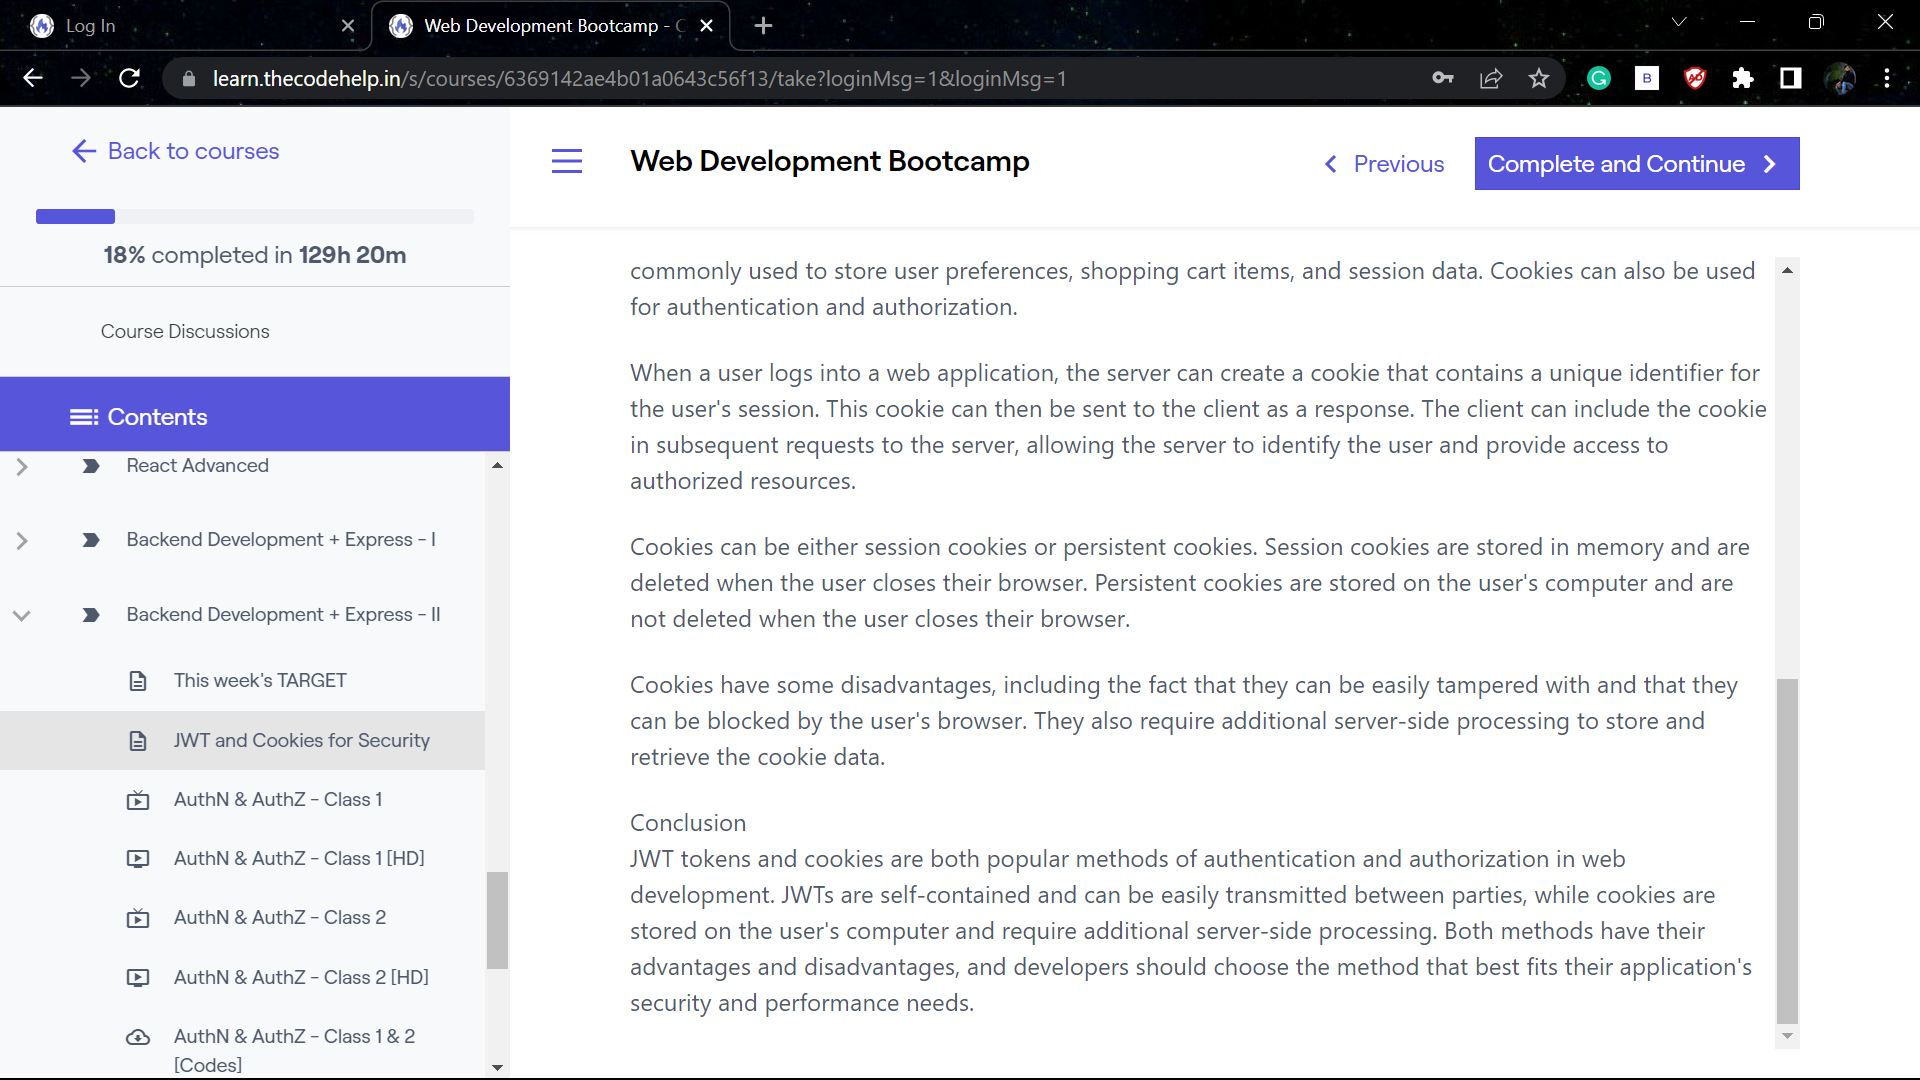 Log In
Web Development Bootcamp - C
learn.thecodehelp.in/s/courses/6369142ae4b01a0643c56f13/take?loginMsg=1&loginMsg=1
Back to courses
18% completed in 129h 20m
Course Discussions
Contents
React Advanced
Backend Development + Express - I
Backend Development + Express - II
This week's TARGET
JWT and Cookies for Security
AuthN & AuthZ - Class 1
AuthN & AuthZ - Class 1 [HD]
AuthN & AuthZ - Class 2
AuthN & AuthZ - Class 2 [HD]
AuthN & AuthZ - Class 1 & 2
[Codes]
Web Development Bootcamp
Previous
Complete and Continue
commonly used to store user preferences, shopping cart items, and session data. Cookies can also be used
for authentication and authorization.
When a user logs into a web application, the server can create a cookie that contains a unique identifier for
the user's session. This cookie can then be sent to the client as a response. The client can include the cookie
in subsequent requests to the server, allowing the server to identify the user and provide access to
authorized resources.
Cookies can be either session cookies or persistent cookies. Session cookies are stored in memory and are
deleted when the user closes their browser. Persistent cookies are stored on the user's computer and are
not deleted when the user closes their browser.
Cookies have some disadvantages, including the fact that they can be easily tampered with and that they
can be blocked by the user's browser. They also require additional server-side processing to store and
retrieve the cookie data.
Conclusion
JWT tokens and cookies are both popular methods of authentication and authorization in web
development. JWTs are self-contained and can be easily transmitted between parties, while cookies are
stored on the user's computer and require additional server-side processing. Both methods have their
advantages and disadvantages, and developers should choose the method that best fits their application's
security and performance needs.